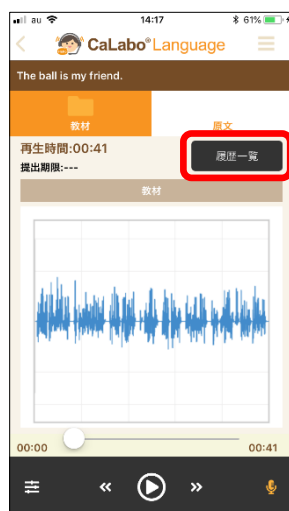 au 14:17 61%
CaLabo® Language
The ball is my friend.
教材 原文
再生時間:00:41
履歴一覧
提出期限:---
教材
00:00 00:41